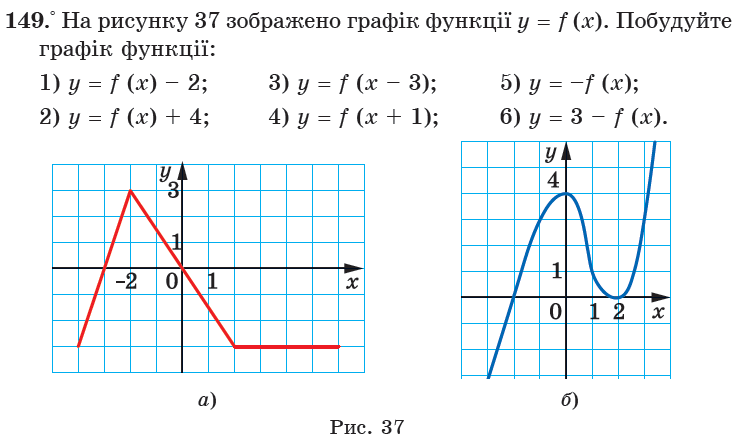 149.° На рисунку 37 зображено графік функції y = f (x). Побудуйте
графік функції:
1) y = f (x) − 2; 3) y = f (x − 3); 5) y = −f (x);
2) y = f (x) + 4; 4) y = f (x + 1); 6) y = 3 − f (x).
y
3
1
−2 0 1 x
y
4
1
0 1 2 x
а) б)
Рис. 37